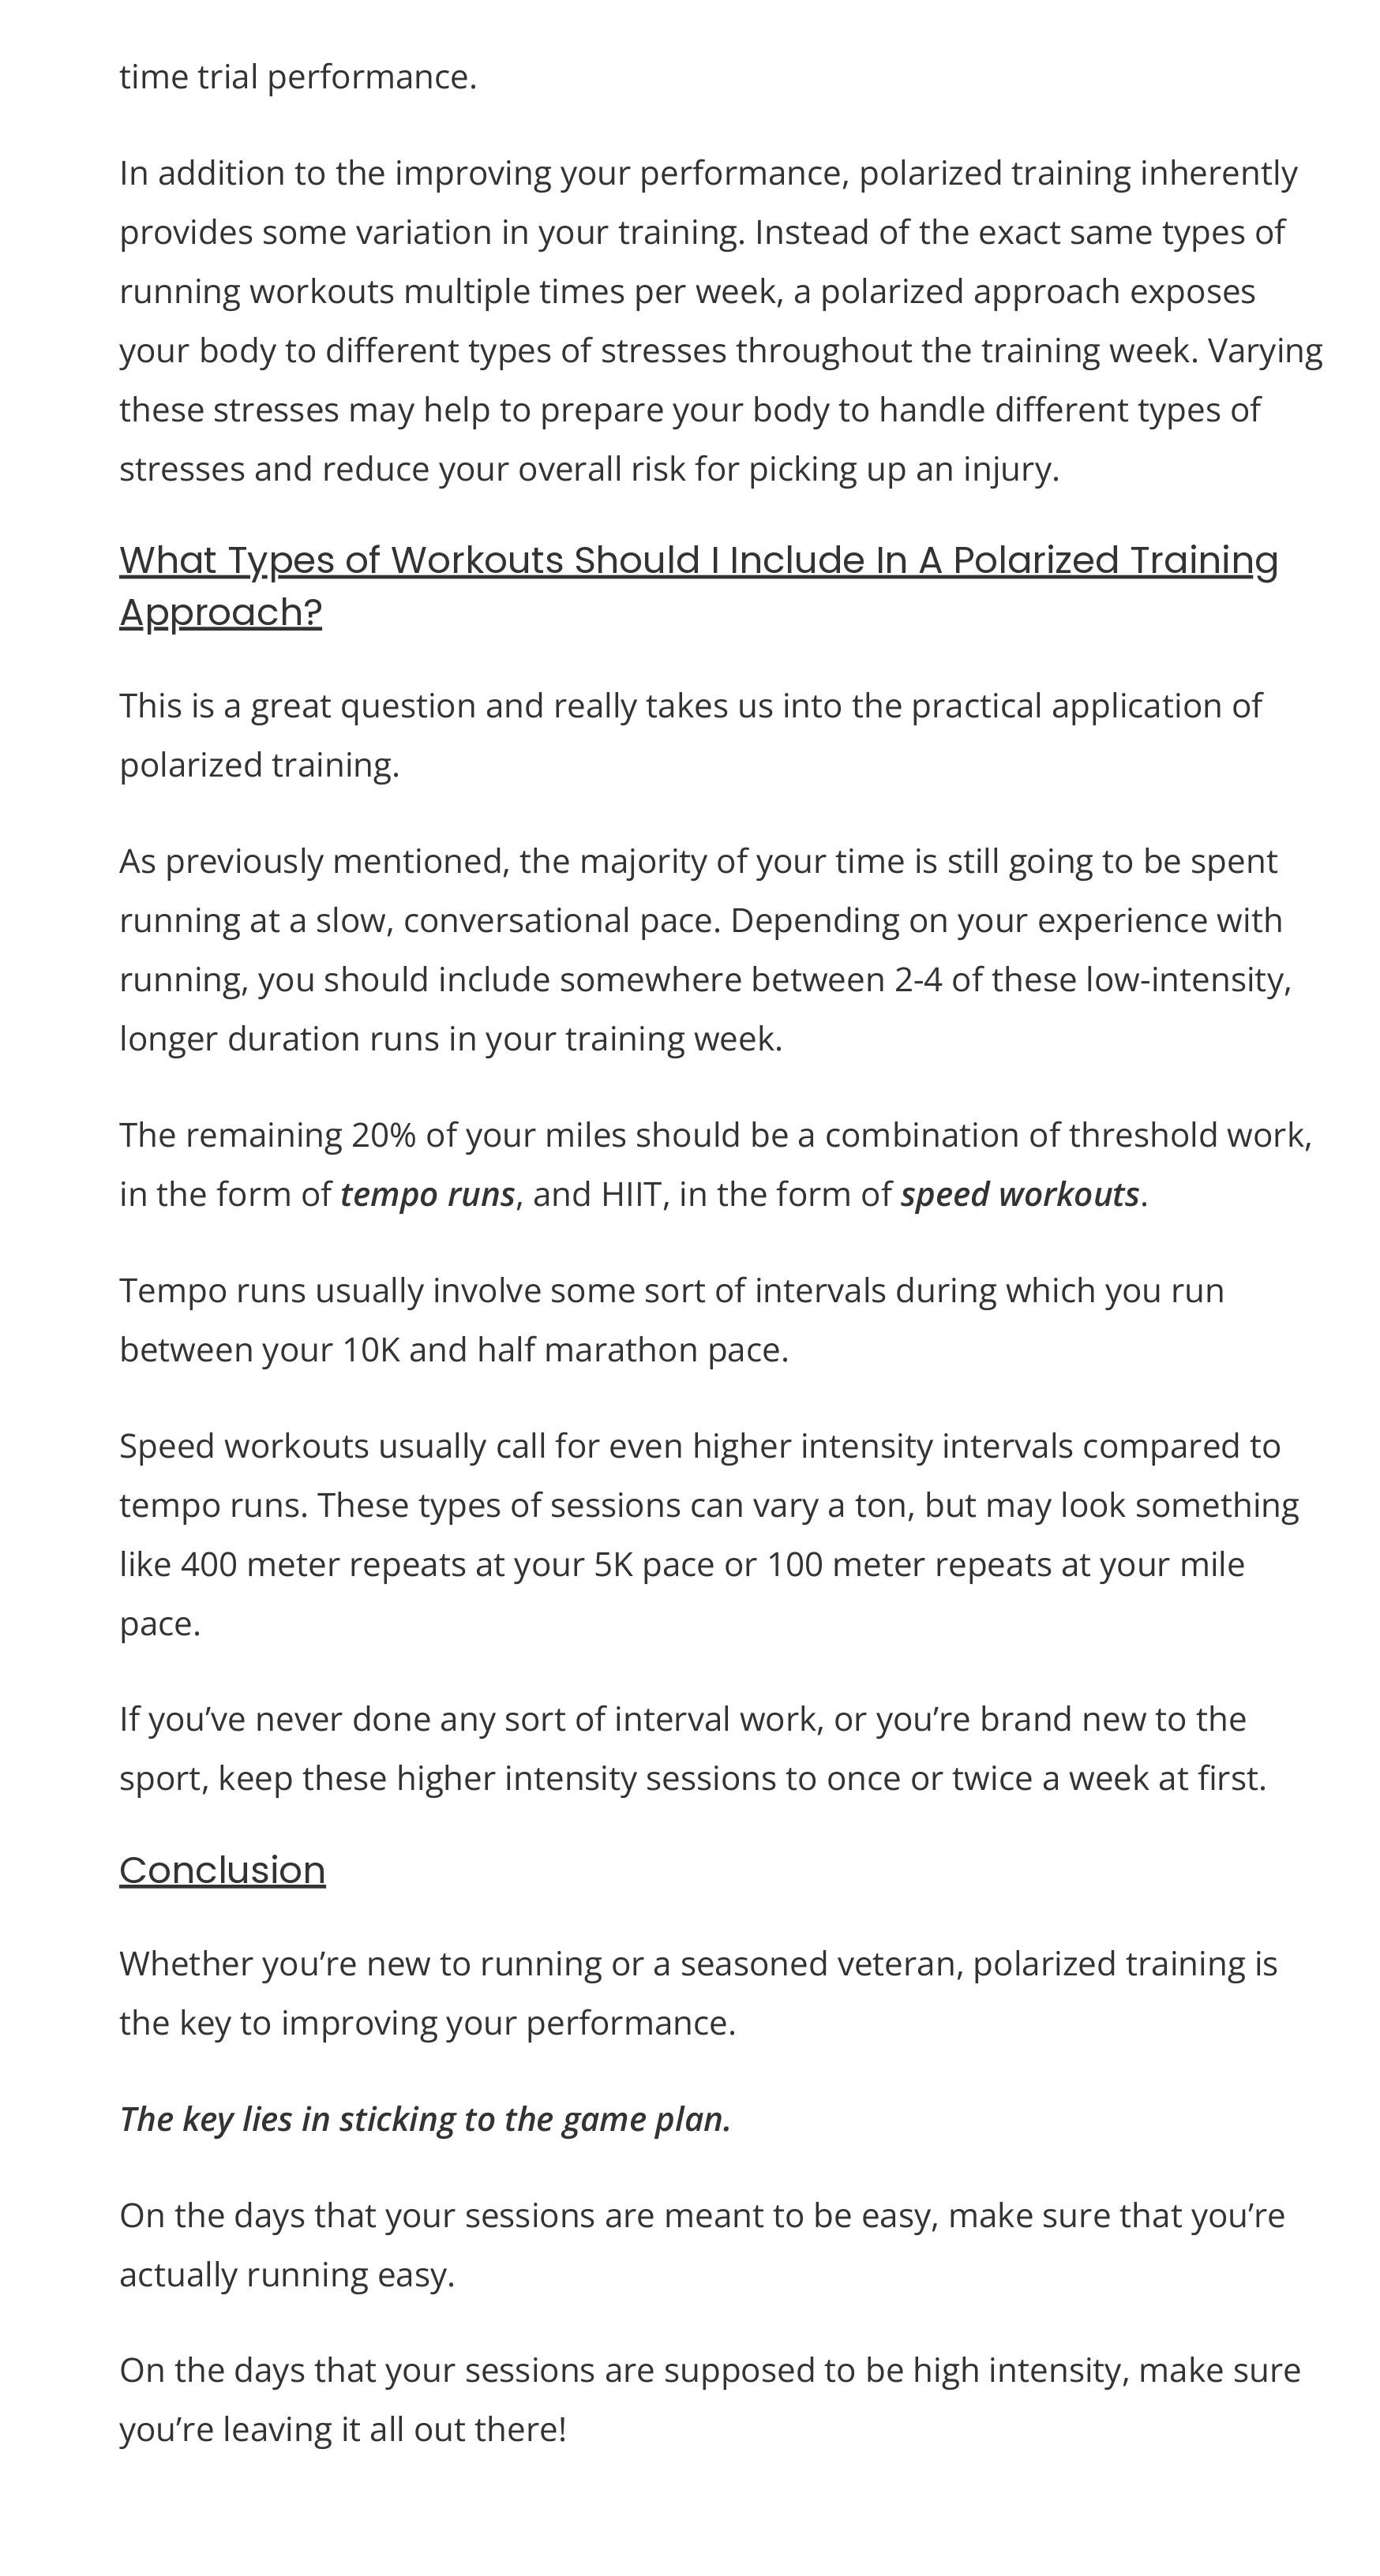 time trial performance.
In addition to the improving your performance, polarized training inherently
provides some variation in your training. Instead of the exact same types of
running workouts multiple times per week, a polarized approach exposes
your body to different types of stresses throughout the training week. Varying
these stresses may help to prepare your body to handle different types of
stresses and reduce your overall risk for picking up an injury.
What Types of Workouts Should I Include In A Polarized Training
Approach?
This is a great question and really takes us into the practical application of
polarized training.
As previously mentioned, the majority of your time is still going to be spent
running at a slow, conversational pace. Depending on your experience with
running, you should include somewhere between 2-4 of these low-intensity,
longer duration runs in your training week.
The remaining 20% of your miles should be a combination of threshold work,
in the form of tempo runs, and HIIT, in the form of speed workouts.
Tempo runs usually involve some sort of intervals during which you run
between your 10K and half marathon pace.
Speed workouts usually call for even higher intensity intervals compared to
tempo runs. These types of sessions can vary a ton, but may look something
like 400 meter repeats at your 5K pace or 100 meter repeats at your mile
pace.
If you’ve never done any sort of interval work, or you’re brand new to the
sport, keep these higher intensity sessions to once or twice a week at first.
Conclusion
Whether you’re new to running or a seasoned veteran, polarized training is
the key to improving your performance.
The key lies in sticking to the game plan.
On the days that your sessions are meant to be easy, make sure that you’re
actually running easy.
On the days that your sessions are supposed to be high intensity, make sure
you’re leaving it all out there!